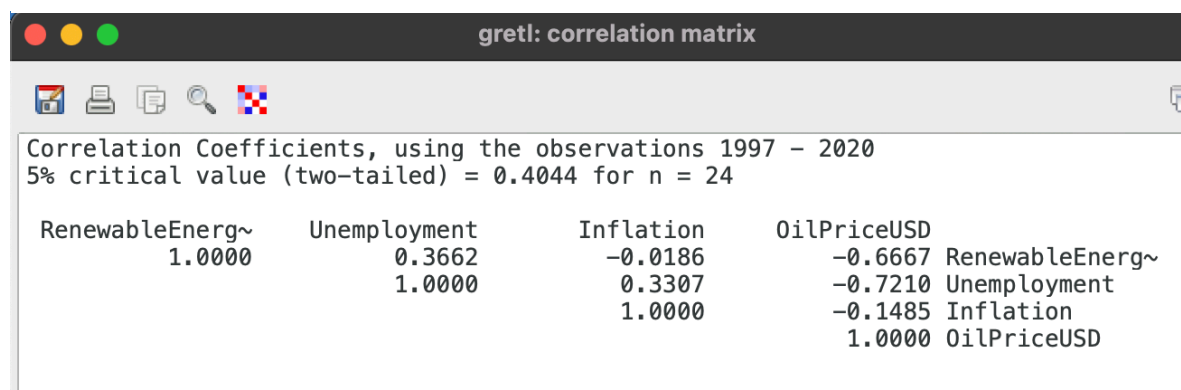 gretl: correlation matrix
Correlation Coefficients, using the observations 1997 – 2020
5% critical value (two-tailed) = 0.4044 for n = 24
RenewableEnerg~ Unemployment Inflation OilPriceUSD
1.0000 0.3662 −0.0186 −0.6667 RenewableEnerg~
1.0000 0.3307 −0.7210 Unemployment
1.0000 −0.1485 Inflation
1.0000 OilPriceUSD